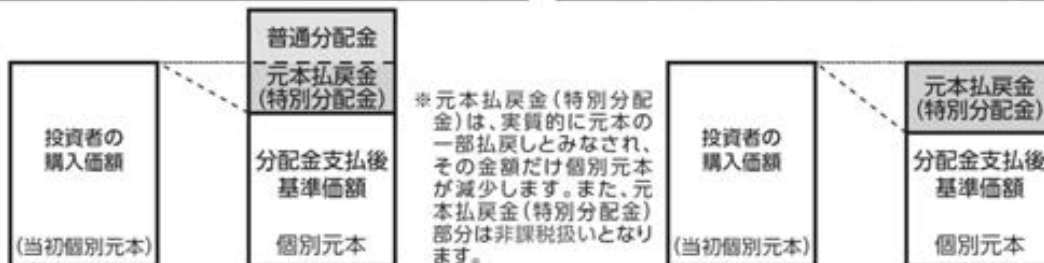 普通分配金
元本払戻金
(特別分配金)
投資者の
購入価額
(当初個別元本)
分配金支払後
基準価額
個別元本
※元本払戻金(特別分配
金)は、実質的に元本の
一部払戻しとみなされ、
その金額だけ個別元本
が減少します。また、元
本払戻金(特別分配金)
部分は非課税扱いとなり
ます。
投資者の
購入価額
(当初個別元本)
元本払戻金
(特別分配金)
分配金支払後
基準価額
個別元本